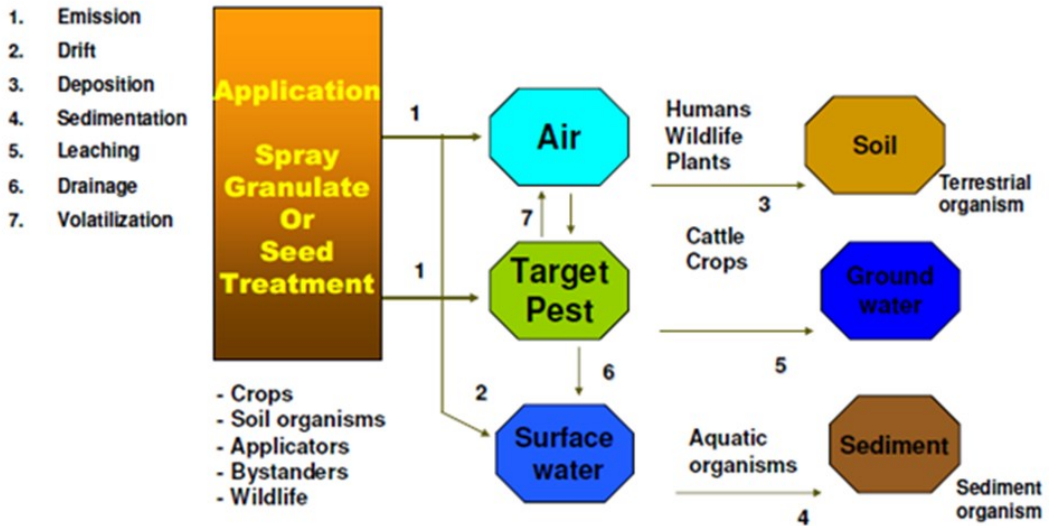 1. Emission
2. Drift
3. Deposition
4. Sedimentation
5. Leaching
6. Drainage
7. Volatilization
Application
Spray
Granulate
Or
Seed
Treatment
- Crops
- Soil organisms
- Applicators
- Bystanders
- Wildlife
1
1
2
Air
7
Target
Pest
6
Surface
water
Humans
Wildlife
Plants
3
Cattle
Crops
5
Aquatic
organisms
4
Soil
Terrestrial
organism
Ground
water
Sediment
Sediment
organism